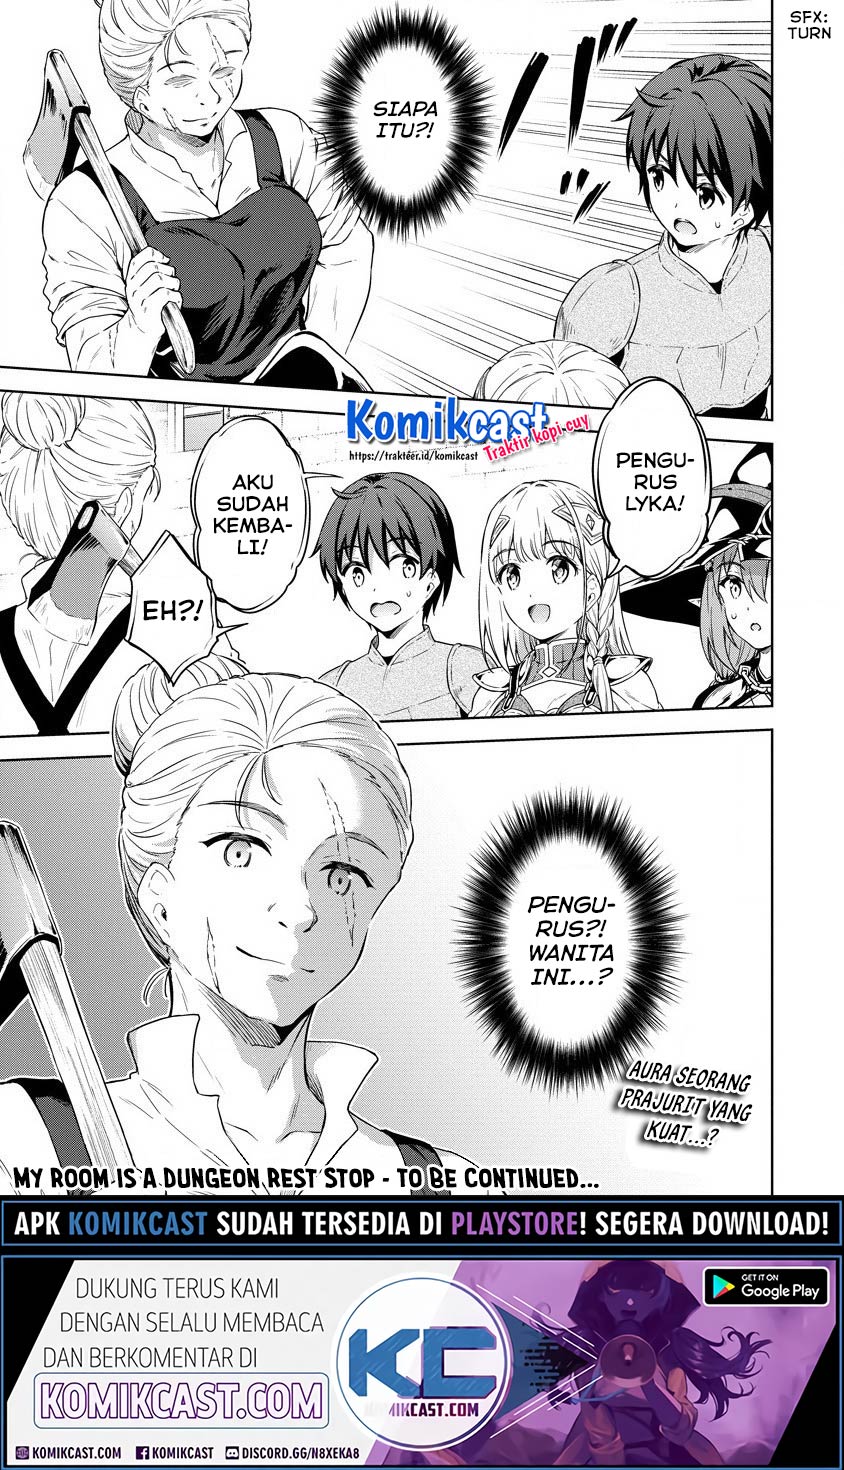 SFX:
TURN
SIAPA
ITU?!
Komikcast
Traktir kopi cuy
https://trakteer.id/komikcast
PENGU-
RUS
LYKA!
AKU
SUDAH
KEMBA-
LI!
EH?!
PENGU-
RUS?!
WANITA
INI...?
AURA SEORANG
PRAJURIT YANG
KUAT...?
MY ROOM IS A DUNGEON REST STOP - TO BE CONTINUED...
APK KOMIKCAST SUDAH TERSEDIA DI PLAYSTORE! SEGERA DOWNLOAD!
DUKUNG TERUS KAMI
DENGAN SELALU MEMBACA
DAN BERKOMENTAR DI
KOMIKCAST.COM
KOMIKCAST.COM
KOMIKCAST
DISCORD.GG/N8XEKA8
KC
KOMIKCAST.COM
GET IT ON
Google Play